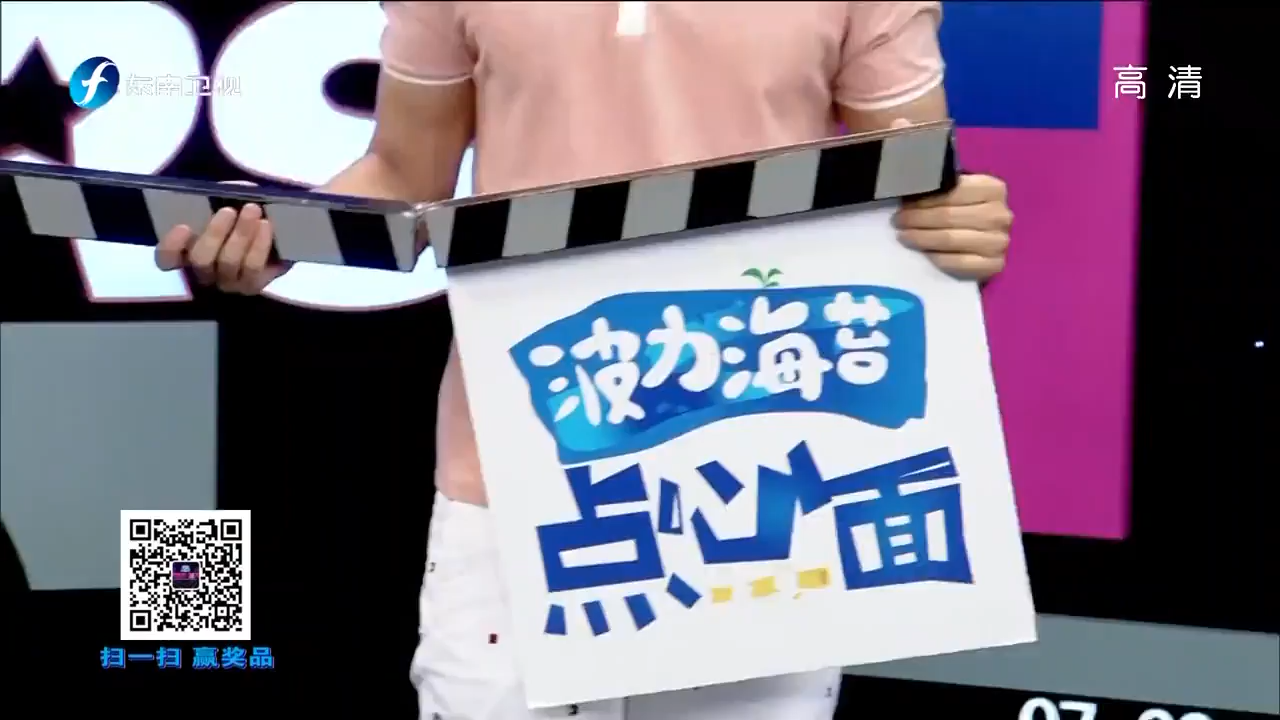 东南卫视
高清
波力海苔
点心面
扫一扫 赢奖品